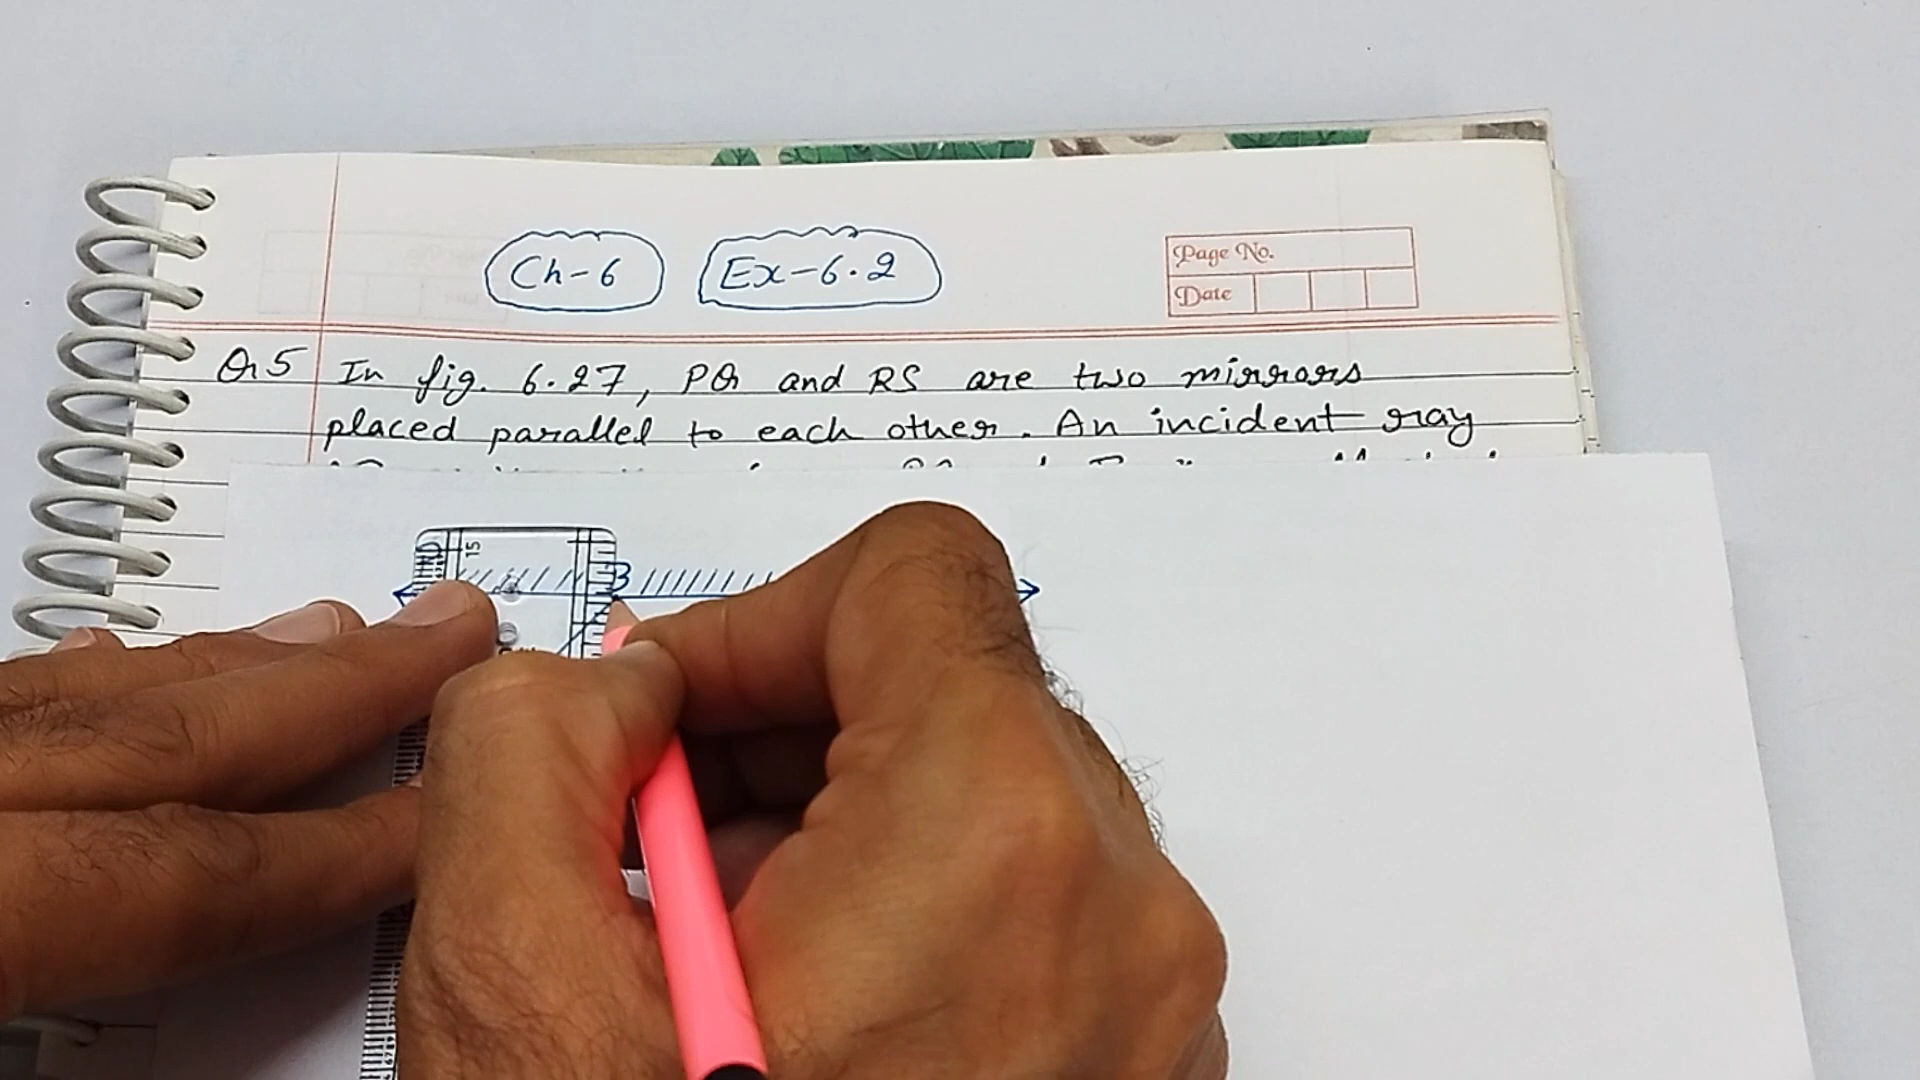 Ch-6 Ex-6.2
Page No.
Date
Q5 In fig. 6.27, PQ and RS are two mirrors
placed parallel to each other. An incident ray
15
B